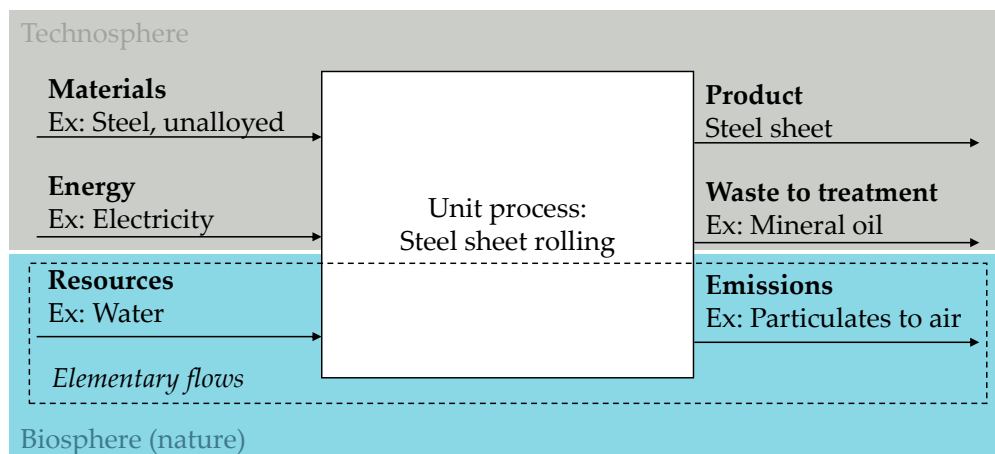 Technosphere
Materials
Ex: Steel, unalloyed
Energy
Ex: Electricity
Resources
Ex: Water
Elementary flows
Biosphere (nature)
Unit process:
Steel sheet rolling
Product
Steel sheet
Waste to treatment
Ex: Mineral oil
Emissions
Ex: Particulates to air